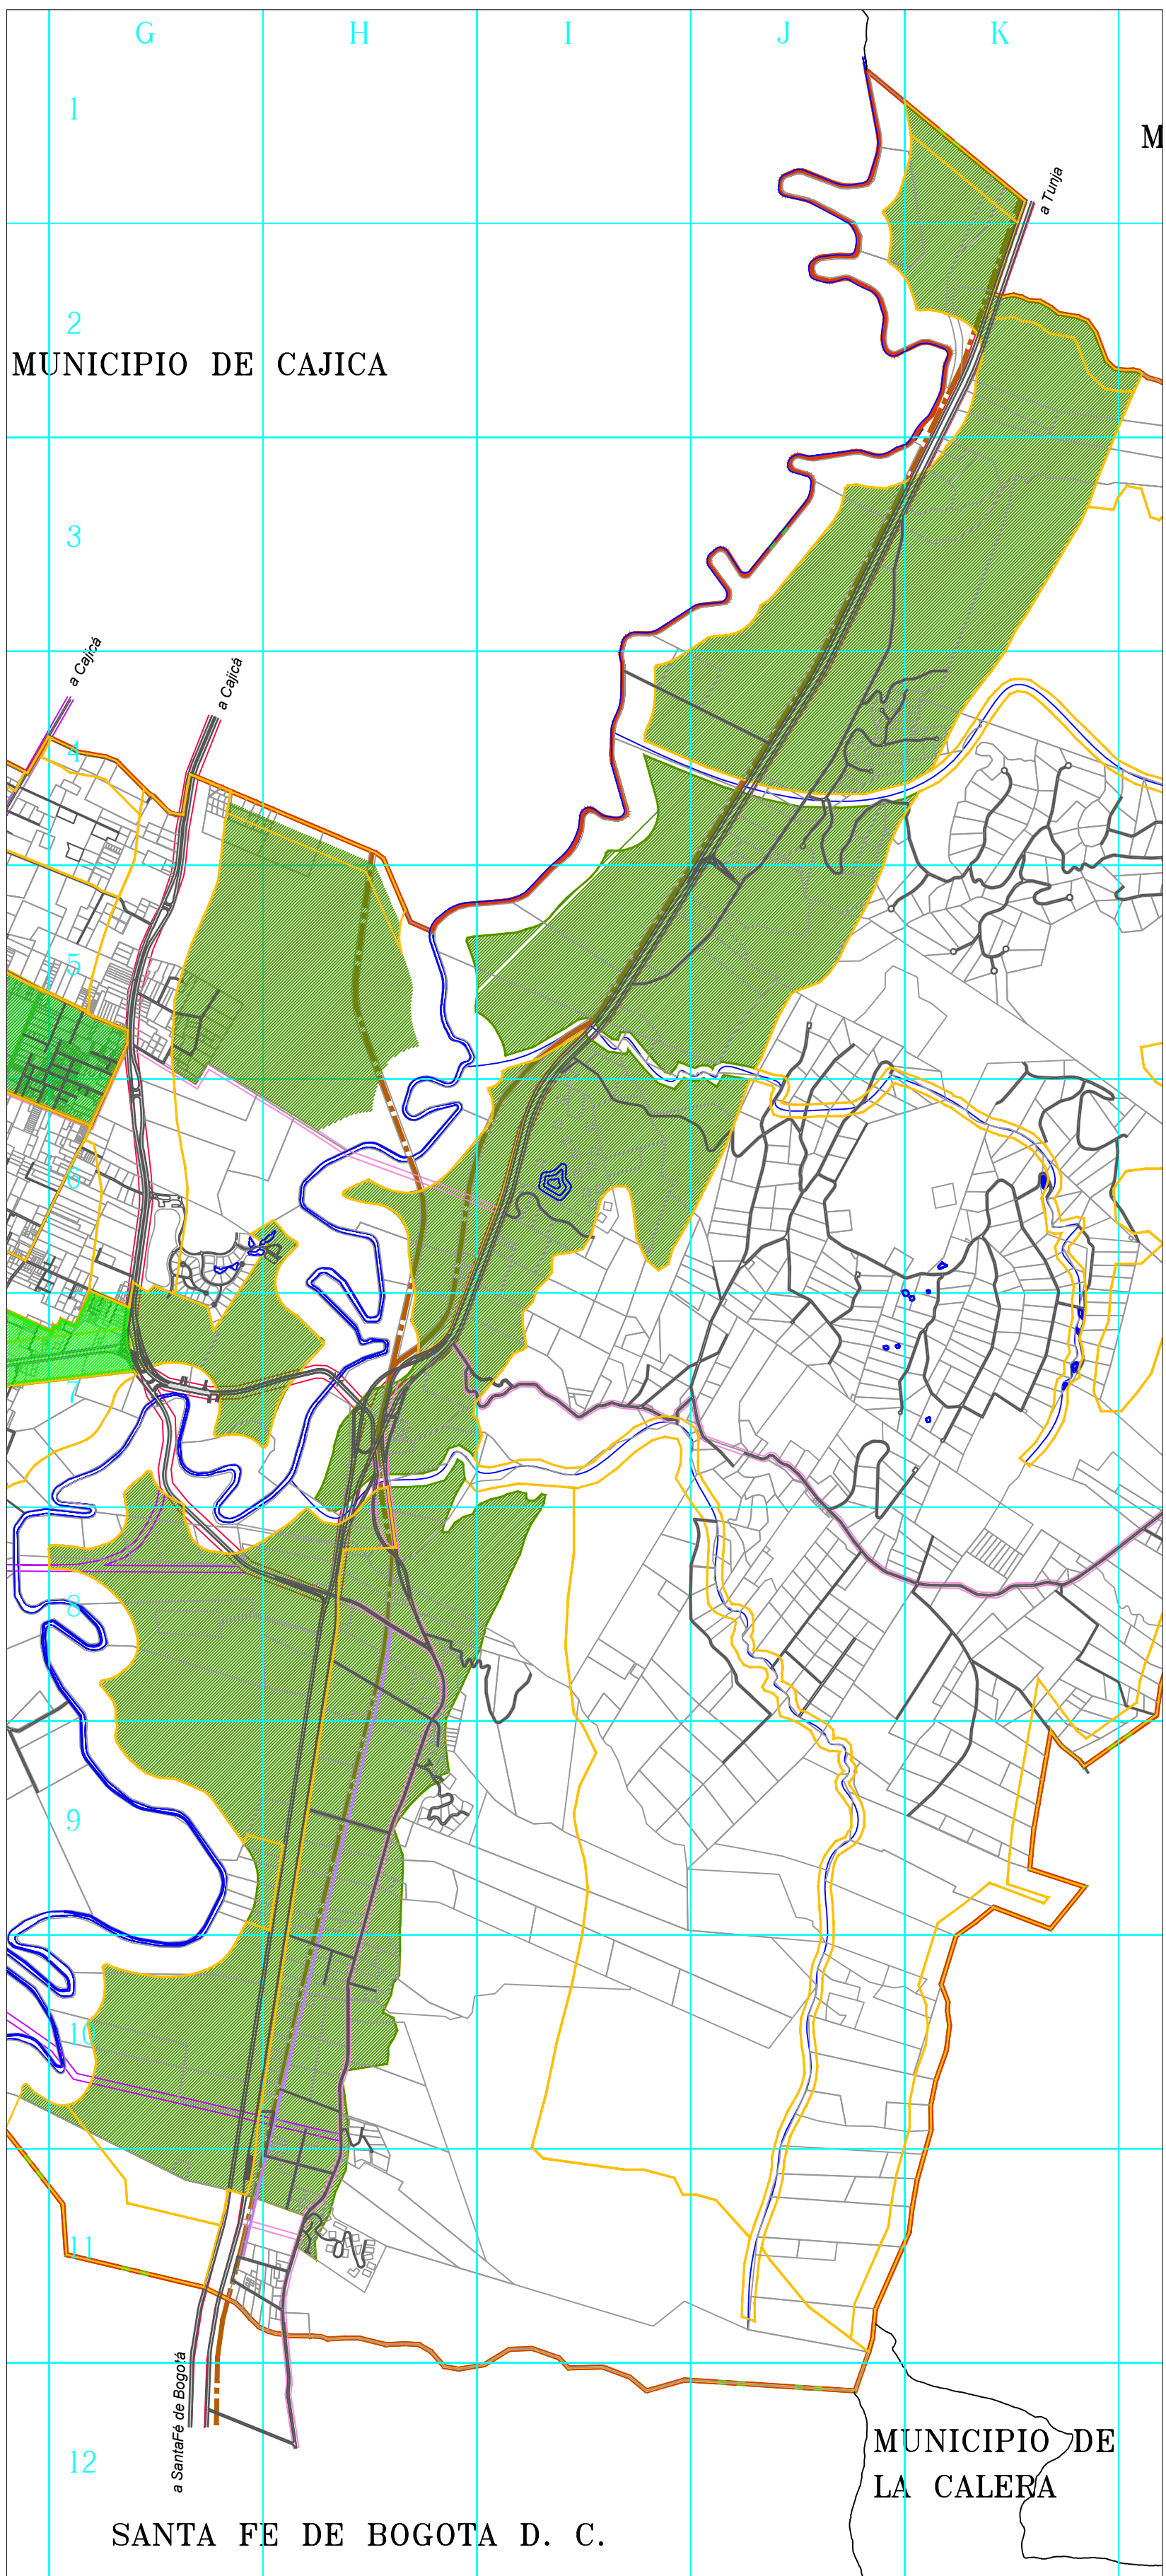 G H I J K
1
M
a Tunja
2
MUNICIPIO DE CAJICA
3
a Cajicá
a Cajicá
4
5
6
7
8
9
10
11
a SantaFé de Bogotá
12
MUNICIPIO DE
LA CALERA
SANTA FE DE BOGOTA D. C.